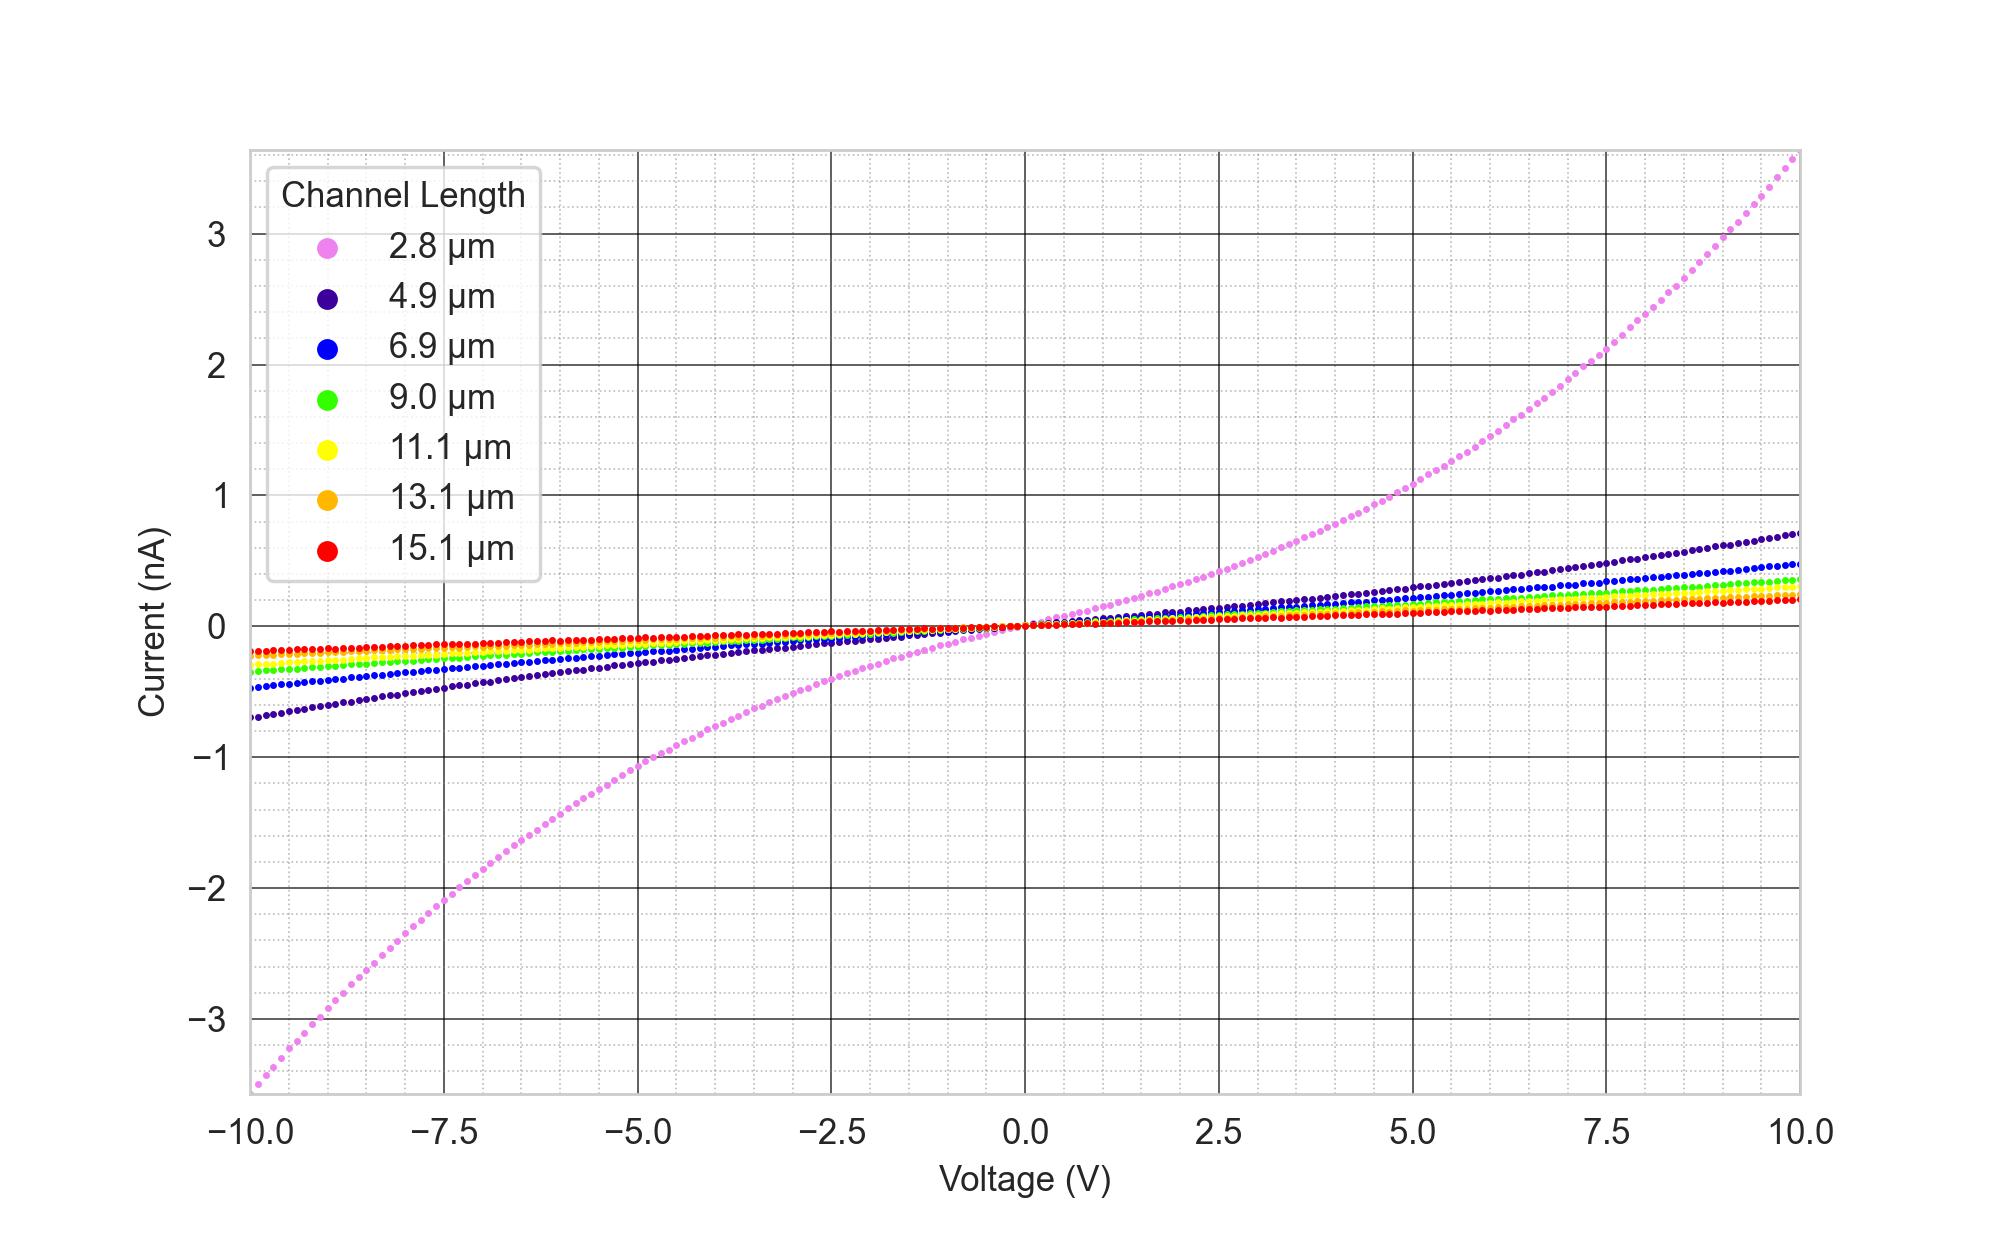 Channel Length
2.8 μm
4.9 μm
6.9 μm
9.0 μm
11.1 μm
13.1 μm
15.1 μm
3
2
1
0
−1
−2
−3
Current (nA)
−10.0 −7.5 −5.0 −2.5 0.0 2.5 5.0 7.5 10.0
Voltage (V)